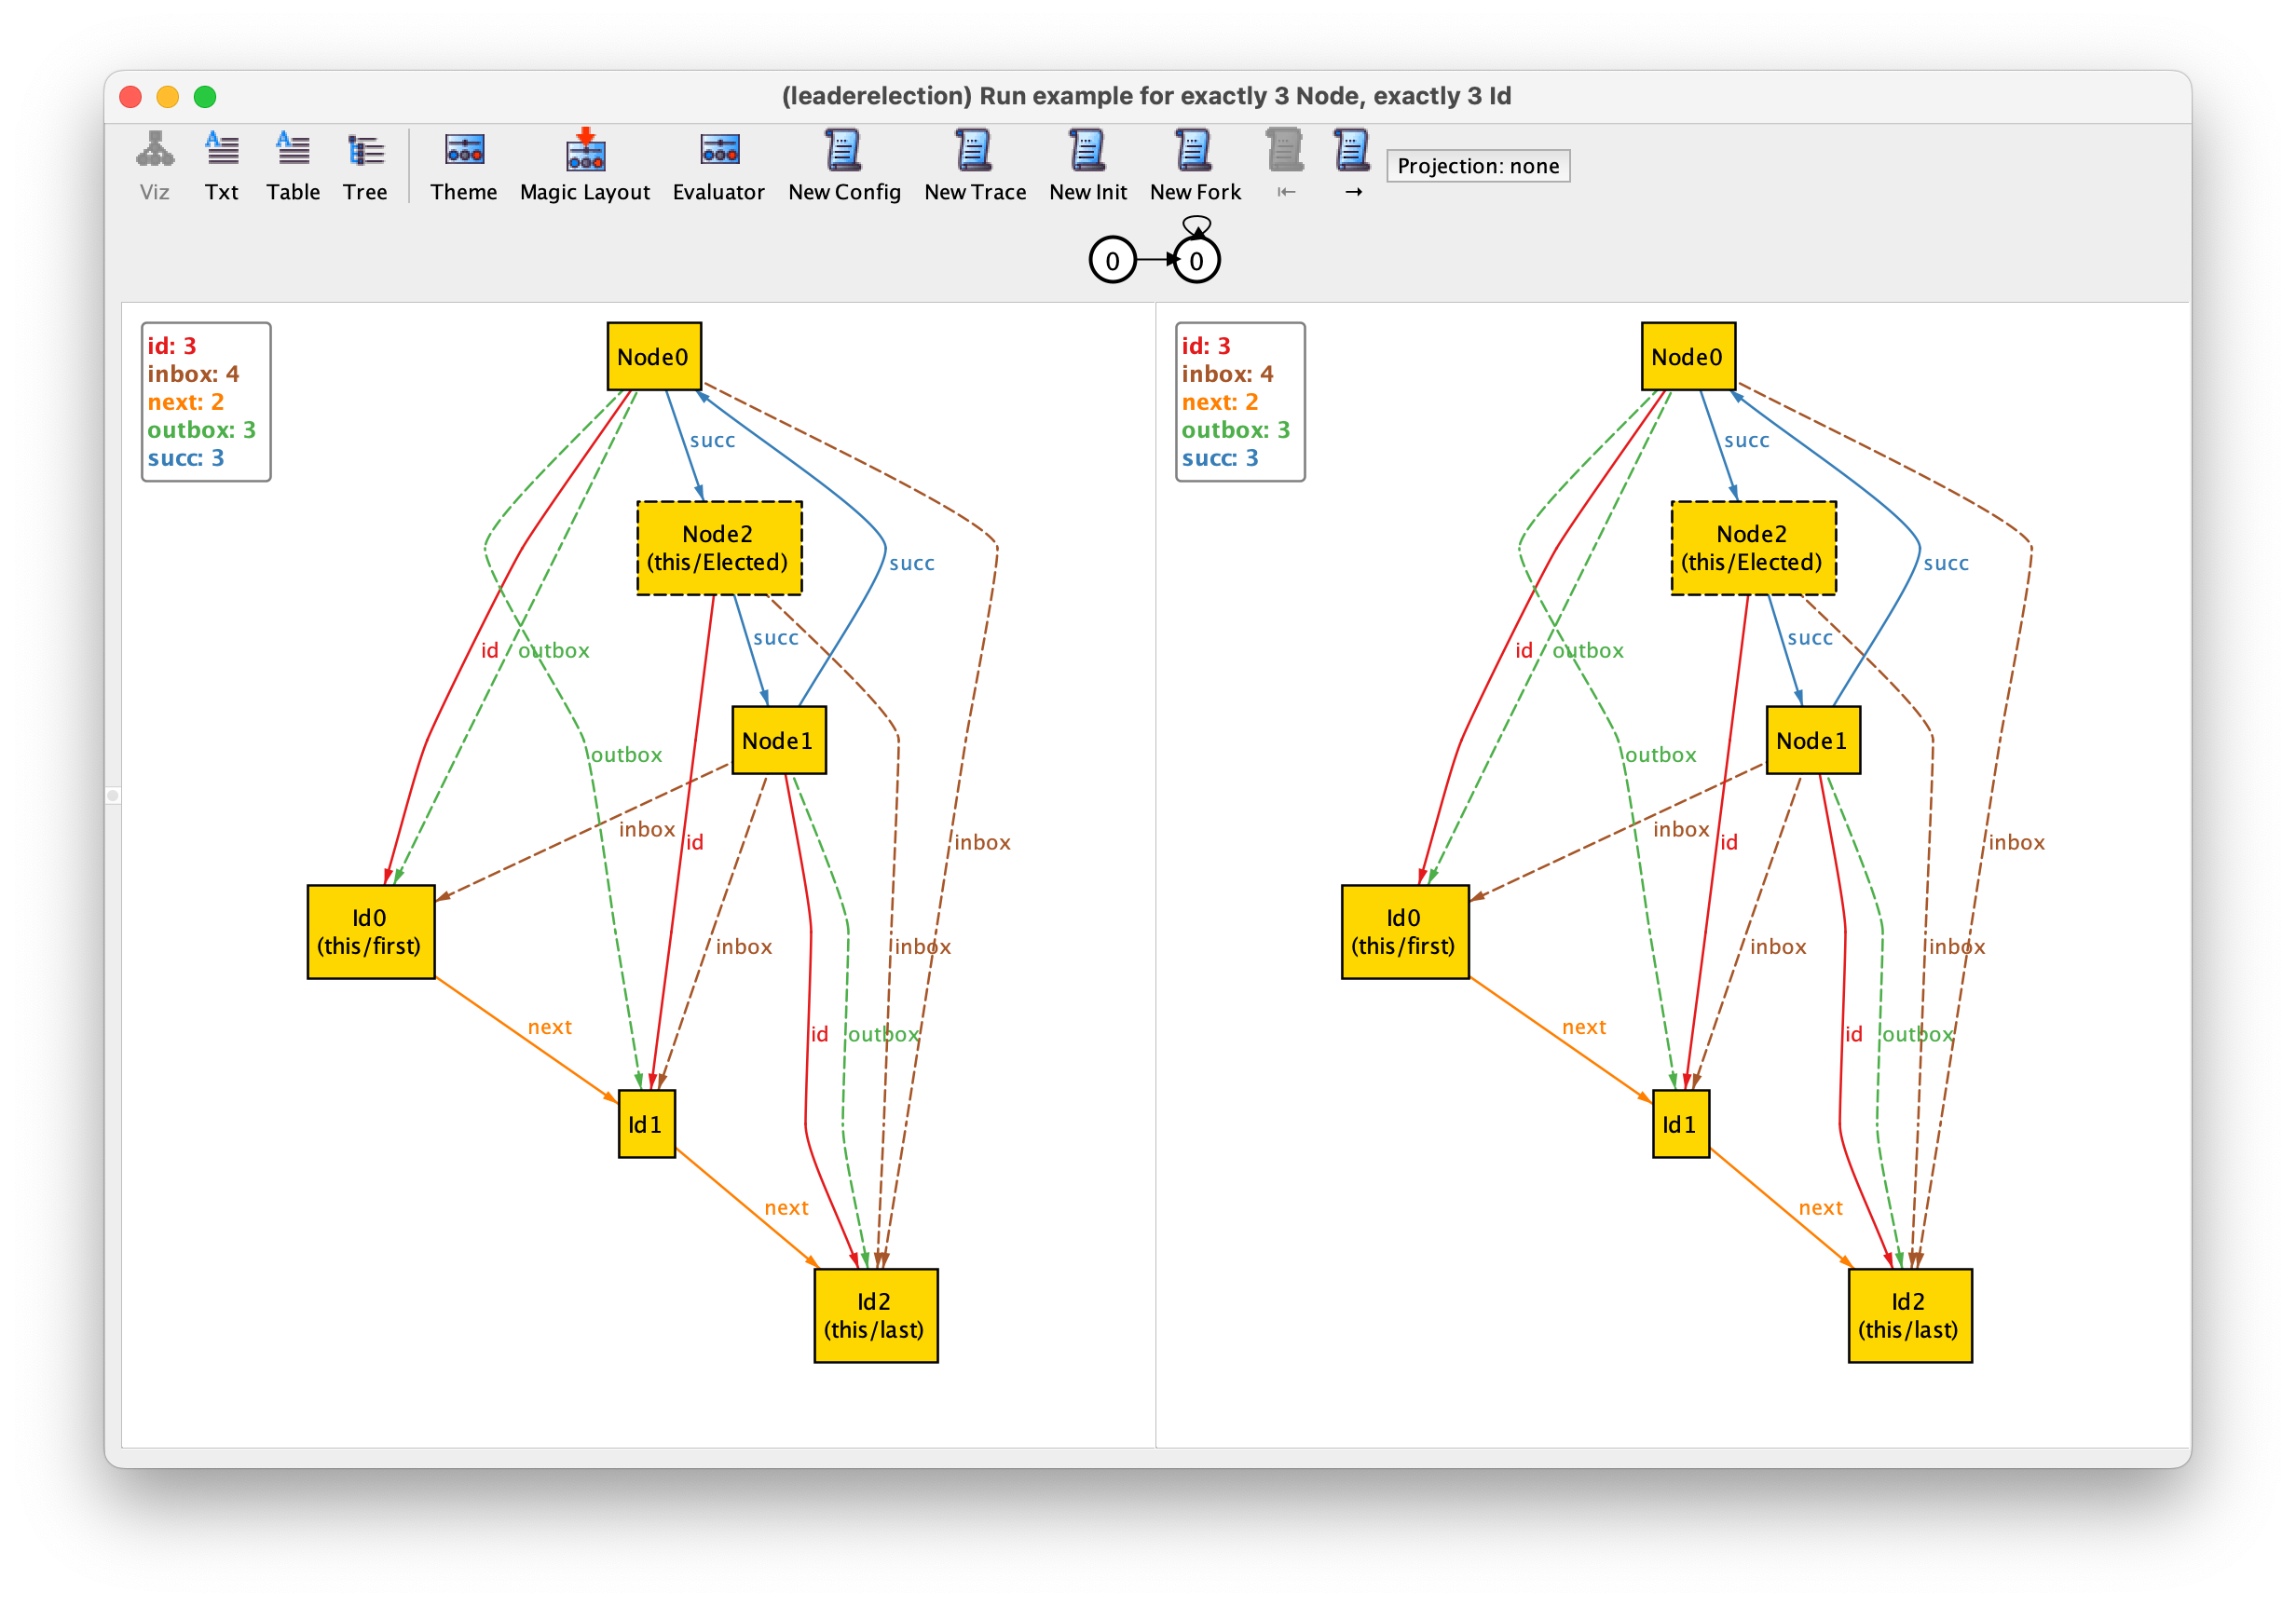 (leaderelection) Run example for exactly 3 Node, exactly 3 Id
Viz Txt Table Tree Theme Magic Layout Evaluator New Config New Trace New Init New Fork ⇤ → Projection: none
0 0
id: 3
inbox: 4
next: 2
outbox: 3
succ: 3
Node0
succ
Node2
(this/Elected)
succ
succ
id
outbox
Node1
outbox
inbox
id
inbox
Id0
(this/first)
inbox
inbox
next
id
outbox
Id1
next
Id2
(this/last)
id: 3
inbox: 4
next: 2
outbox: 3
succ: 3
Node0
succ
Node2
(this/Elected)
succ
succ
id
outbox
Node1
outbox
inbox
id
inbox
Id0
(this/first)
inbox
inbox
next
id
outbox
Id1
next
Id2
(this/last)